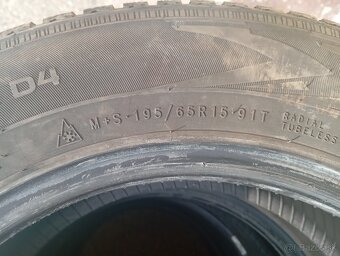 D4
M+S · 195/65R15 91T RADIAL
TUBELESS